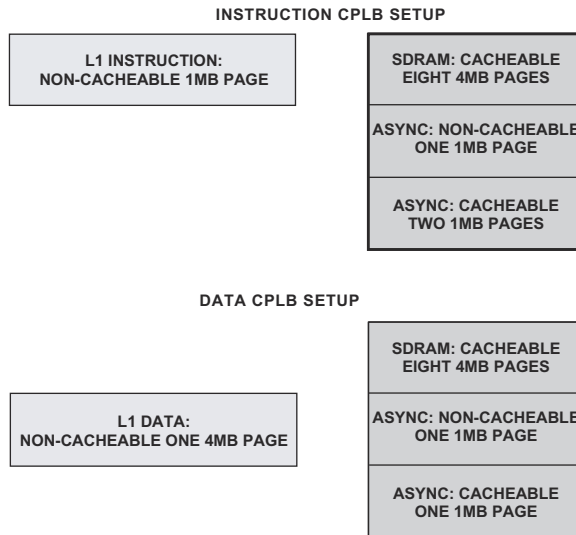 INSTRUCTION CPLB SETUP
L1 INSTRUCTION:
NON-CACHEABLE 1MB PAGE
SDRAM: CACHEABLE
EIGHT 4MB PAGES
ASYNC: NON-CACHEABLE
ONE 1MB PAGE
ASYNC: CACHEABLE
TWO 1MB PAGES
DATA CPLB SETUP
L1 DATA:
NON-CACHEABLE ONE 4MB PAGE
SDRAM: CACHEABLE
EIGHT 4MB PAGES
ASYNC: NON-CACHEABLE
ONE 1MB PAGE
ASYNC: CACHEABLE
ONE 1MB PAGE